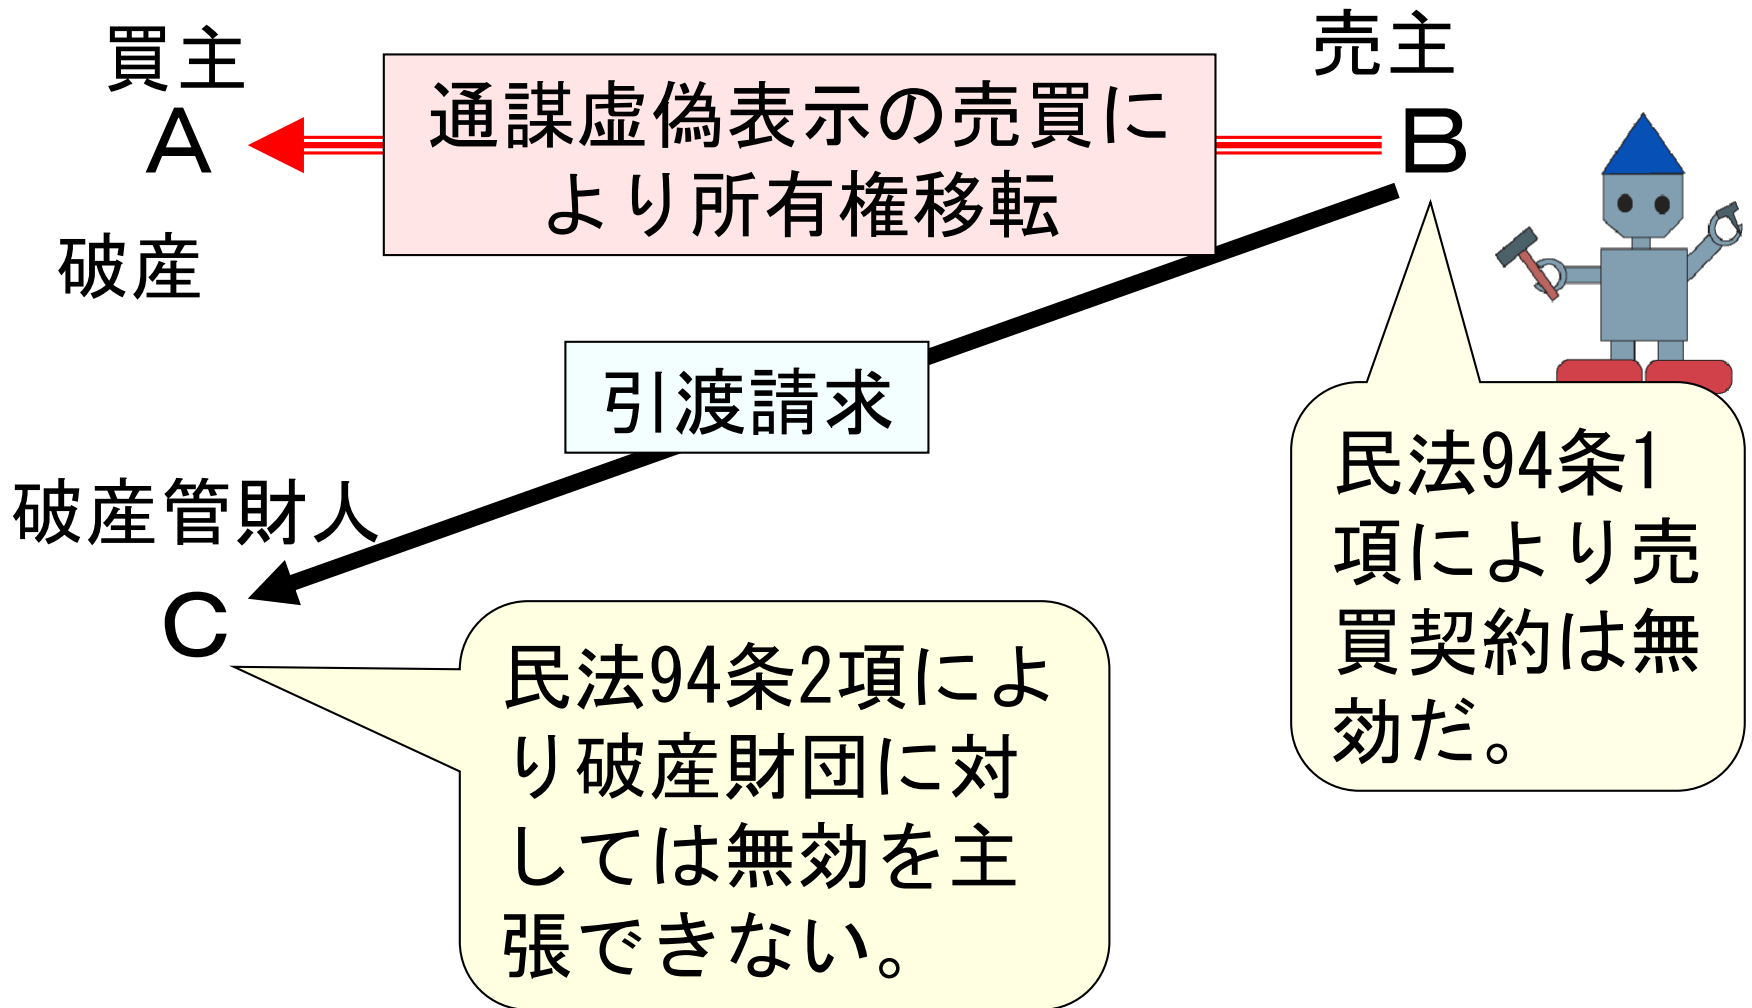 買主
A
破産
通謀虚偽表示の売買に
より所有権移転
売主
B
引渡請求
破産管財人
C
民法94条1
項により売
買契約は無
効だ。
民法94条2項によ
り破産財団に対
しては無効を主
張できない。